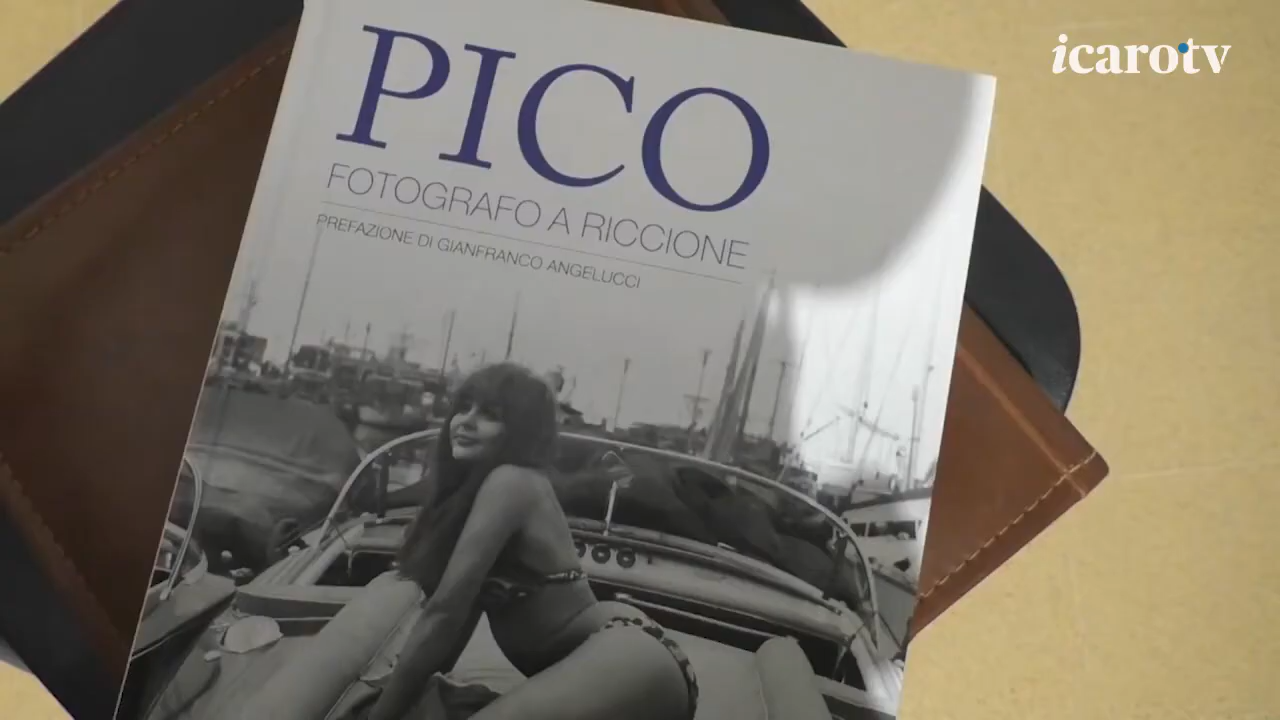 icarotv
PICO
FOTOGRAFO A RICCIONE
PREFAZIONE DI GIANFRANCO ANGELUCCI